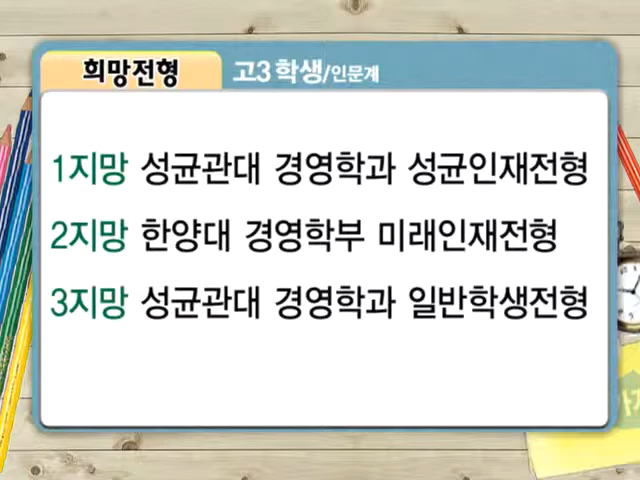 희망전형 고3 학생/인문계
1지망 성균관대 경영학과 성균인재전형
2지망 한양대 경영학부 미래인재전형
3지망 성균관대 경영학과 일반학생전형